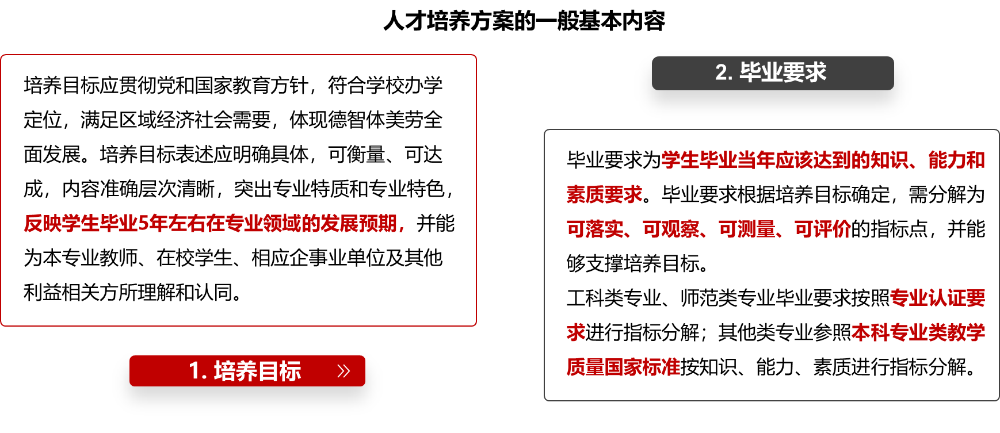 人才培养方案的一般基本内容
培养目标应贯彻党和国家教育方针，符合学校办学
定位，满足区域经济社会需要，体现德智体美劳全
面发展。培养目标表述应明确具体，可衡量、可达
成，内容准确层次清晰，突出专业特质和专业特色，
反映学生毕业5年左右在专业领域的发展预期，并能
为本专业教师、在校学生、相应企事业单位及其他
利益相关方所理解和认同。
1. 培养目标
2. 毕业要求
毕业要求为学生毕业当年应该达到的知识、能力和
素质要求。毕业要求根据培养目标确定，需分解为
可落实、可观察、可测量、可评价的指标点，并能
够支撑培养目标。
工科类专业、师范类专业毕业要求按照专业认证要
求进行指标分解；其他类专业参照本科专业类教学
质量国家标准按知识、能力、素质进行指标分解。